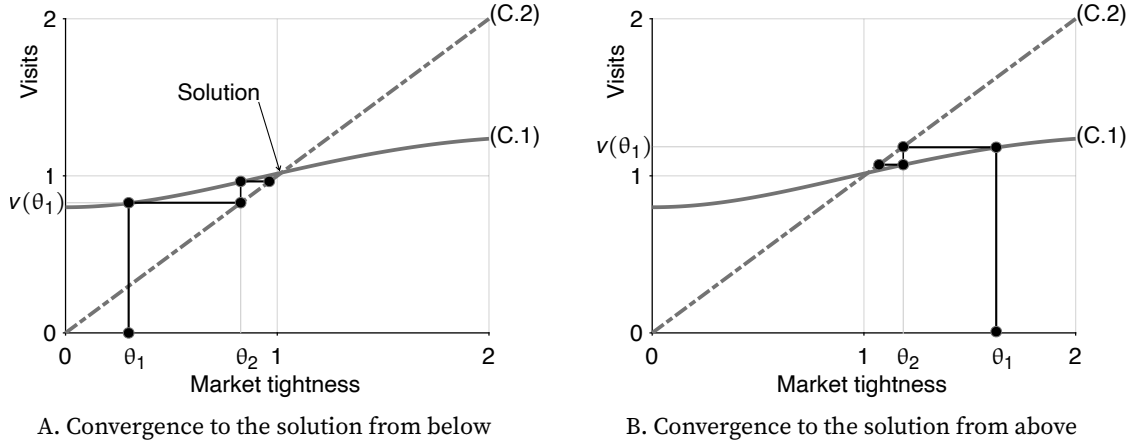 2
(C.2)
Visits
Solution
(C.1)
1
v(θ₁)
0
0
θ₁
θ₂
1
2
Market tightness
A. Convergence to the solution from below
2
(C.2)
Visits
(C.1)
v(θ₁)
1
0
0
1
θ₂
θ₁
2
Market tightness
B. Convergence to the solution from above